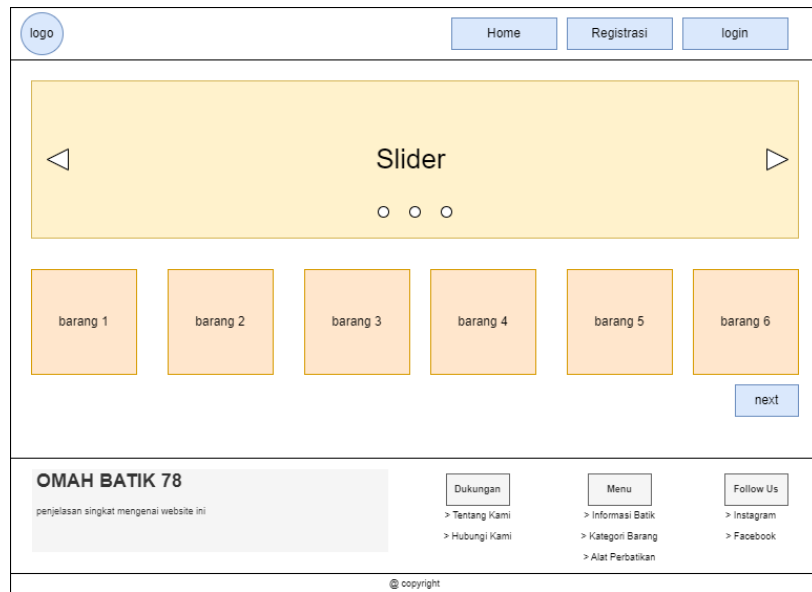 logo
Home
Registrasi
login
Slider
barang 1
barang 2
barang 3
barang 4
barang 5
barang 6
next
OMAH BATIK 78
penjelasan singkat mengenai website ini
Dukungan
> Tentang Kami
> Hubungi Kami
Menu
> Informasi Batik
> Kategori Barang
> Alat Perbatikan
Follow Us
> Instagram
> Facebook
@ copyright